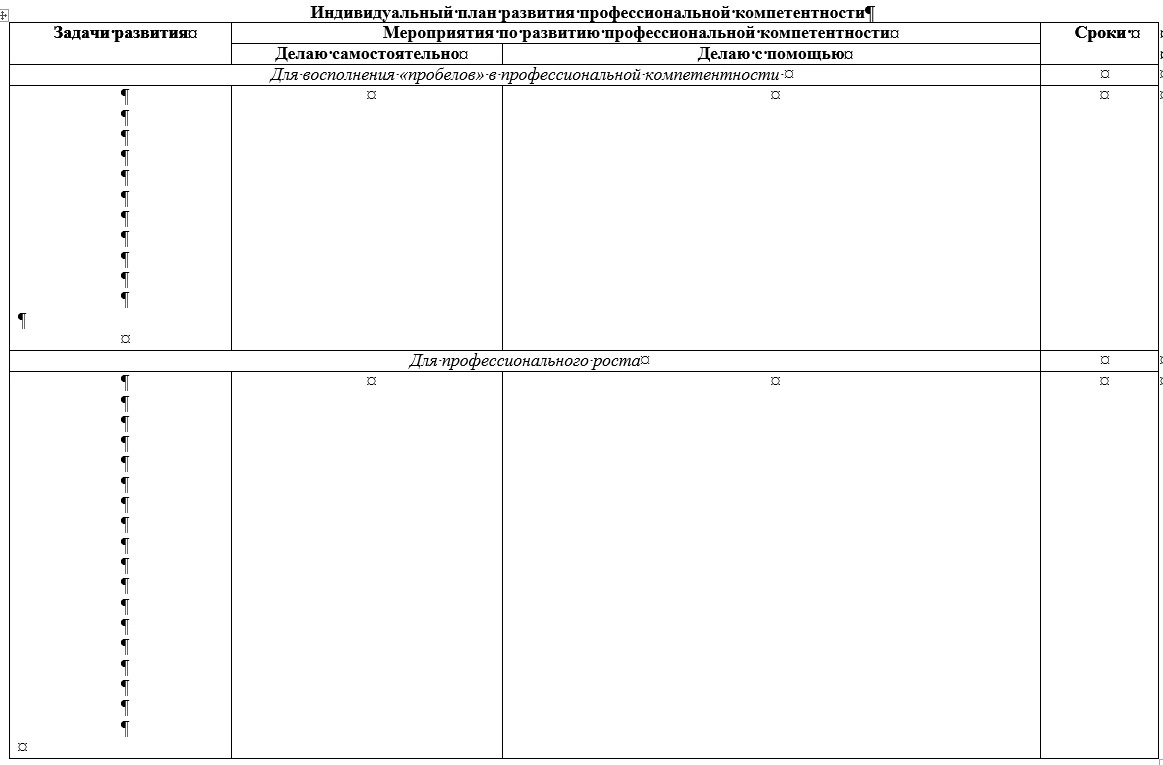 Индивидуальный план развития профессиональной компетентности
Задачи развития
Мероприятия по развитию профессиональной компетентности
Сроки
Делаю самостоятельно
Делаю с помощью
Для восполнения «пробелов» в профессиональной компетентности
Для профессионального роста